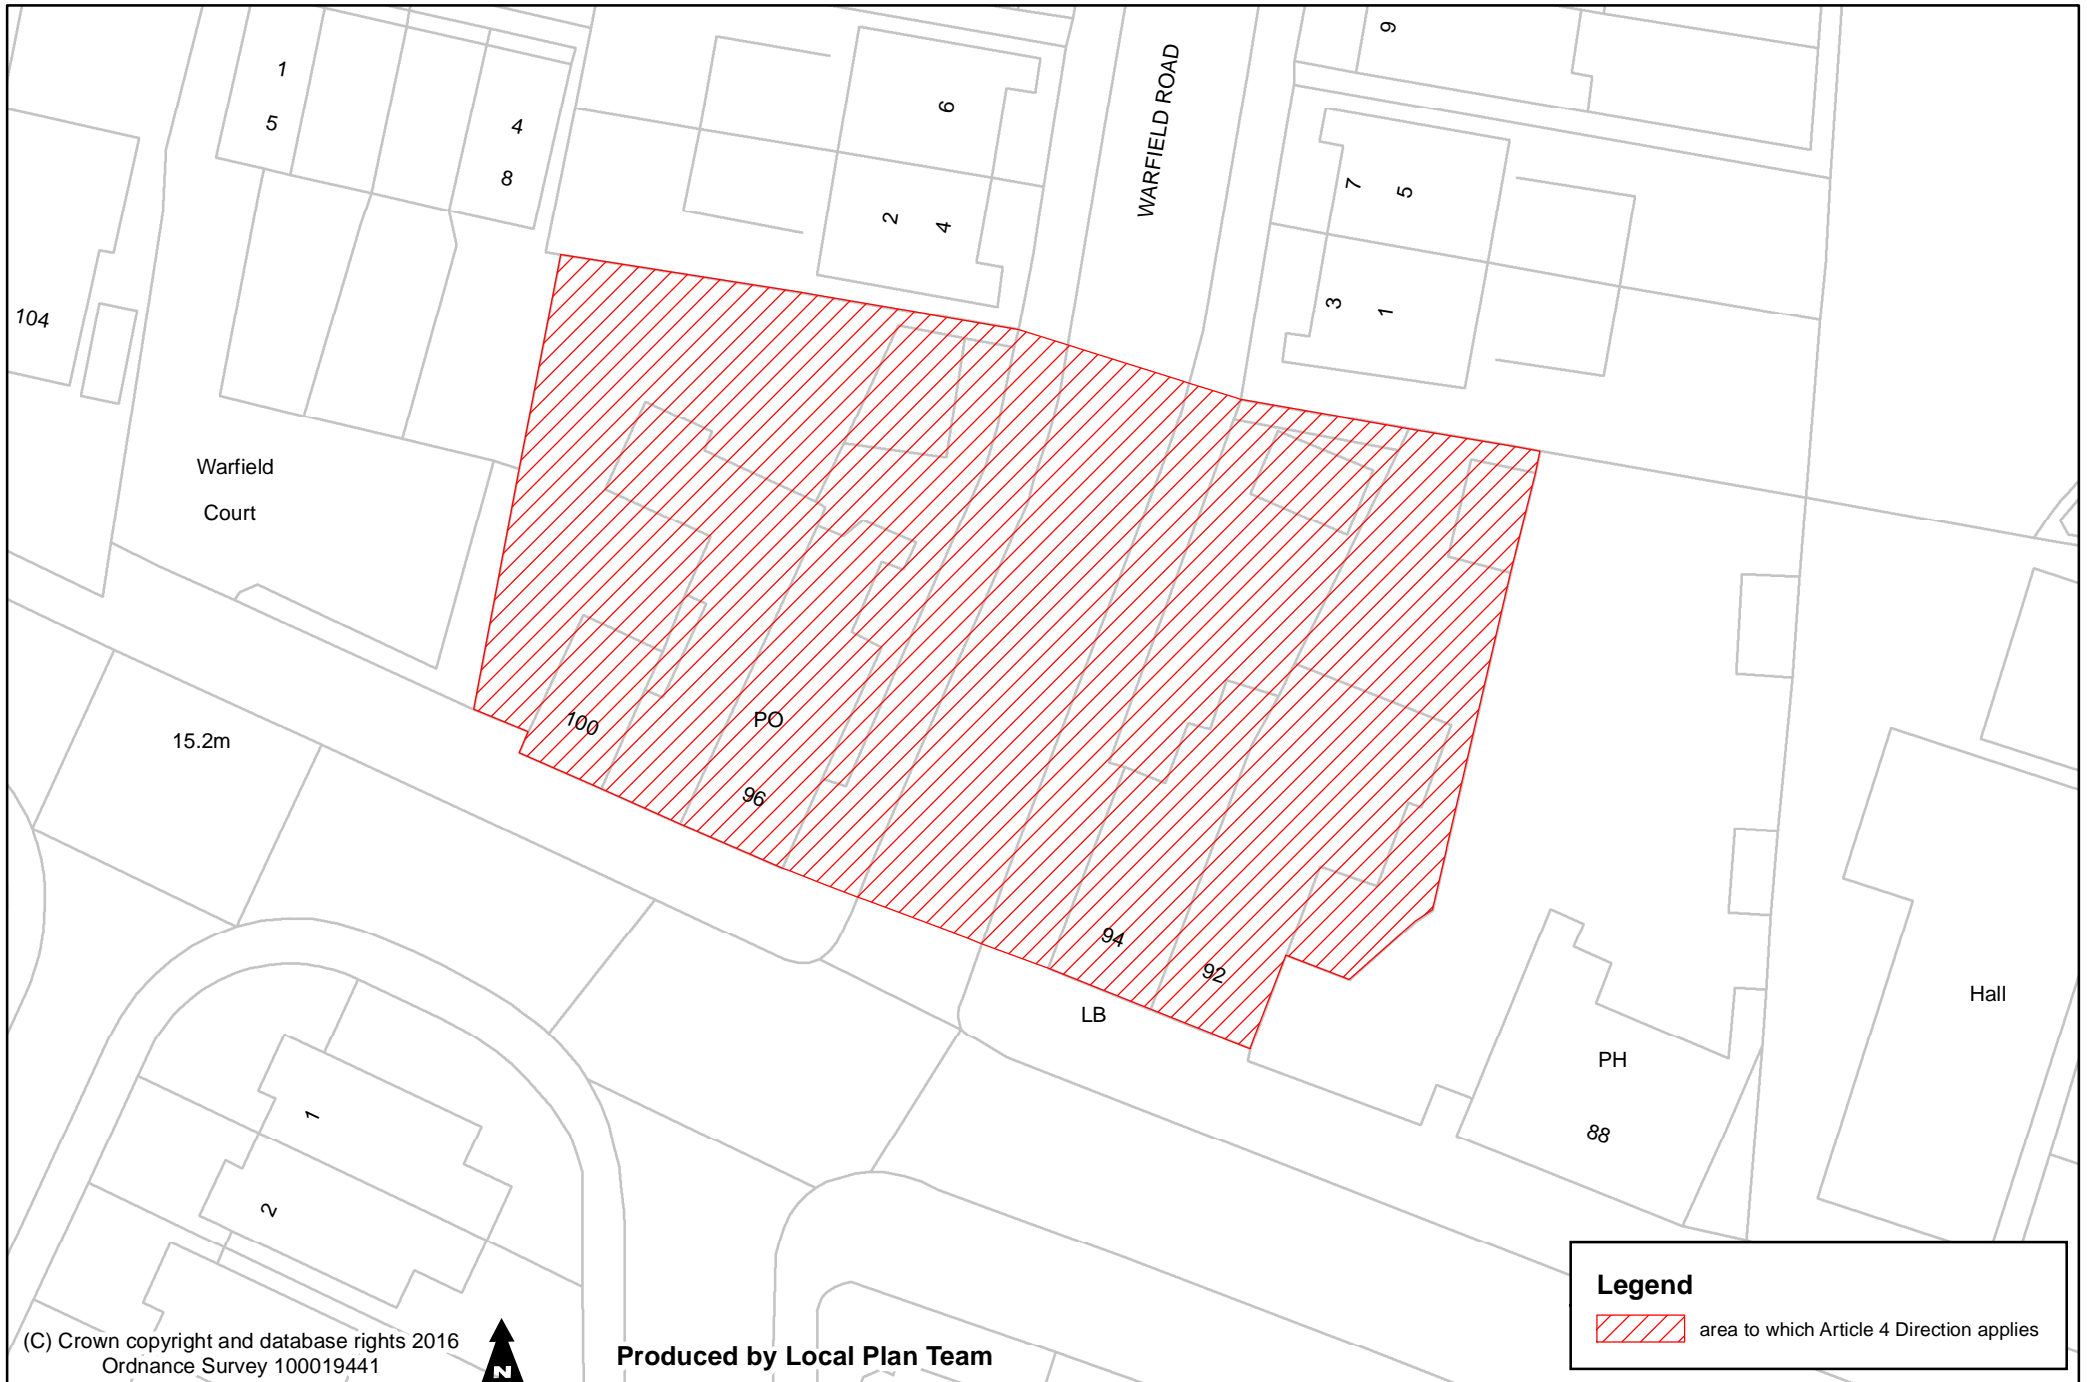 1
5
4
8
6
2
4
WARFIELD ROAD
9
7
5
3
1
104
Warfield
Court
15.2m
100
PO
96
94
92
LB
PH
88
Hall
1
2
Legend
area to which Article 4 Direction applies
(C) Crown copyright and database rights 2016
Ordnance Survey 100019441
N
Produced by Local Plan Team